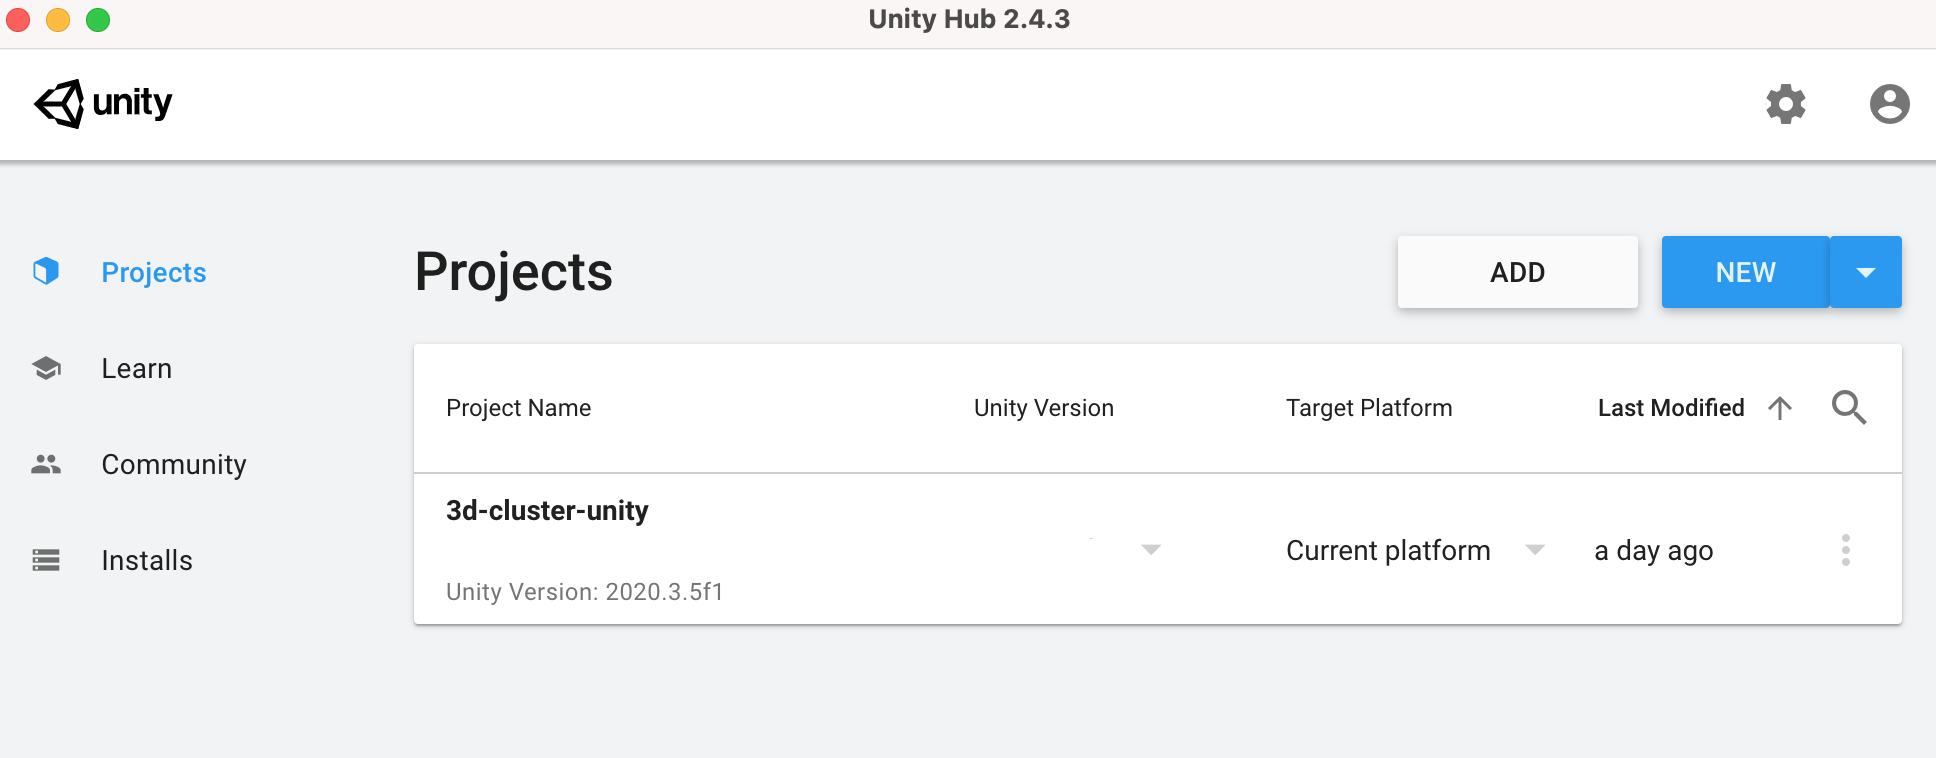 Unity Hub 2.4.3
unity
Projects
Learn
Community
Installs
Projects
ADD
NEW
Project Name Unity Version Target Platform Last Modified
3d-cluster-unity
Current platform a day ago
Unity Version: 2020.3.5f1